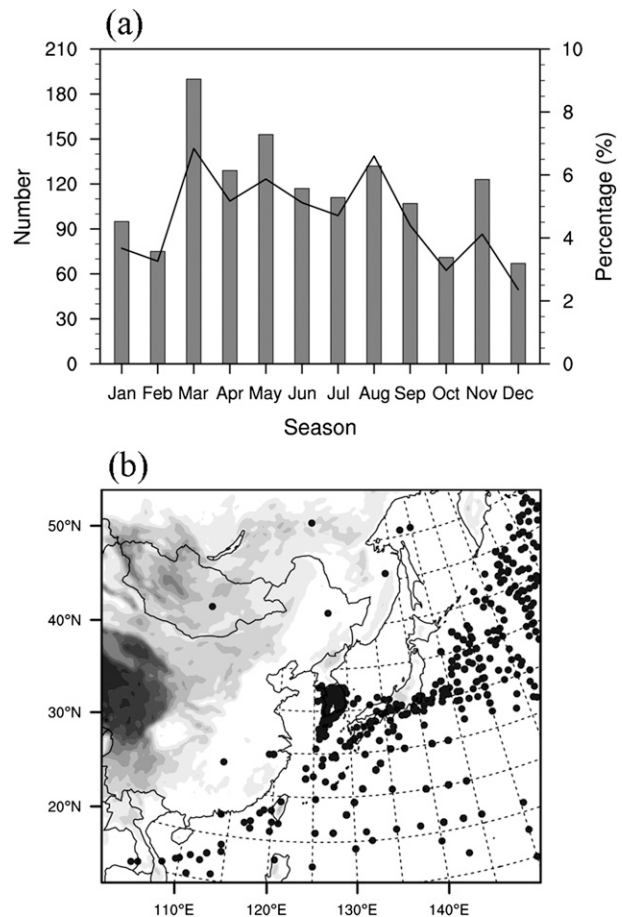 (a)
210
180
150
120
90
60
30
0
Number
10
8
6
4
2
0
Percentage (%)
Jan Feb Mar Apr May Jun Jul Aug Sep Oct Nov Dec
Season
(b)
50°N
40°N
30°N
20°N
110°E 120°E 130°E 140°E